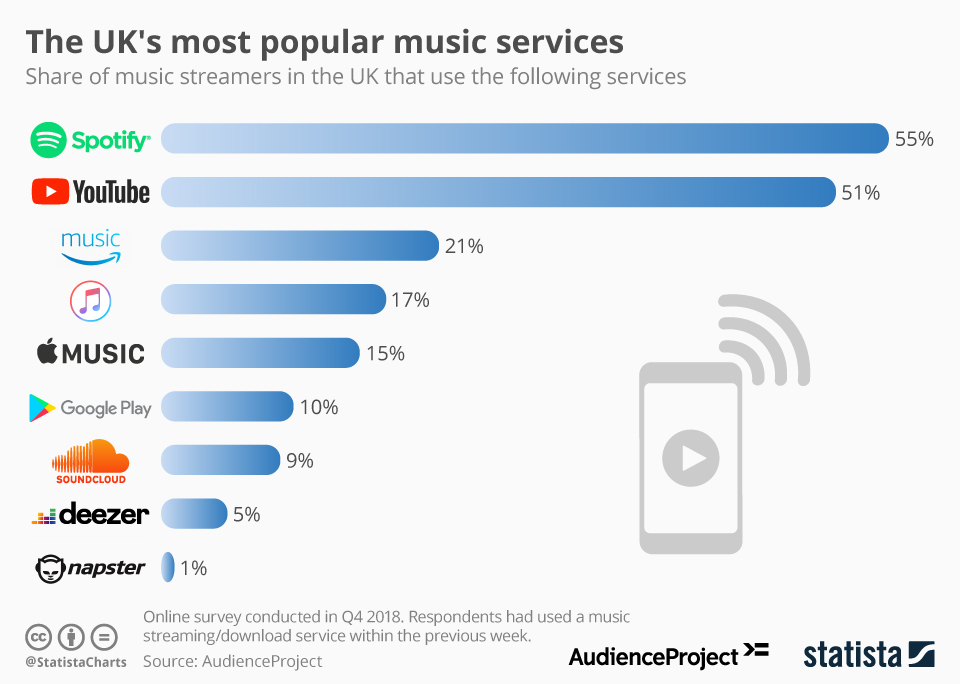 The UK's most popular music services
Share of music streamers in the UK that use the following services
Spotify® 55%
YouTube 51%
music 21%
17%
MUSIC 15%
Google Play 10%
SOUNDCLOUD 9%
deezer 5%
napster 1%
Online survey conducted in Q4 2018. Respondents had used a music
streaming/download service within the previous week.
cc
@StatistaCharts Source: AudienceProject
AudienceProject
statista